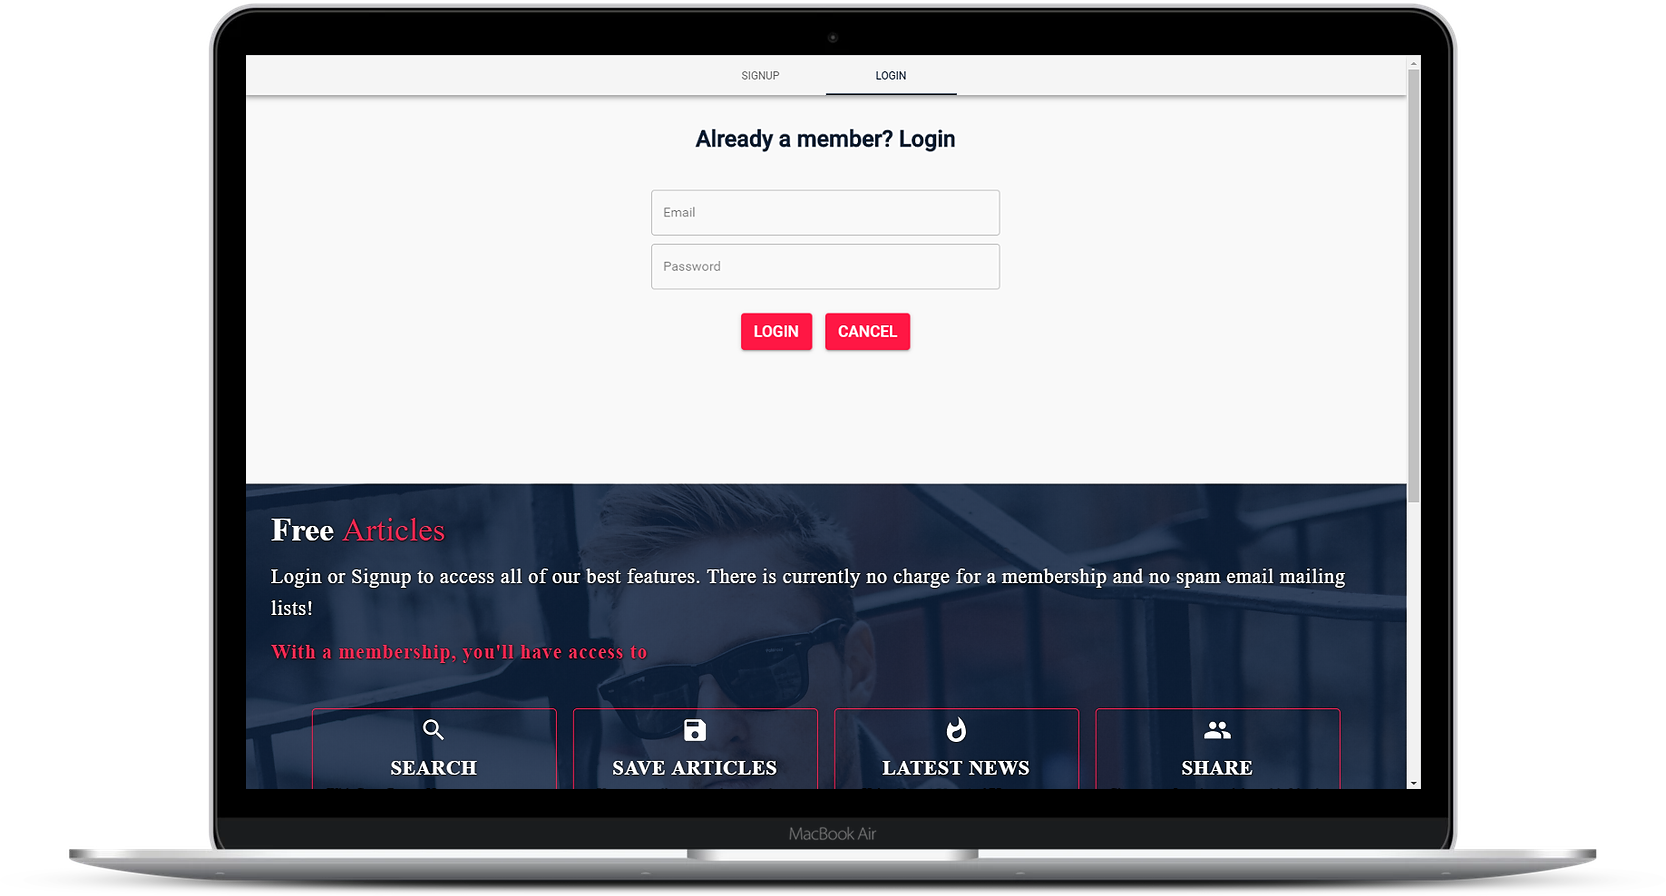 SIGNUP LOGIN
Already a member? Login
Email
Password
LOGIN CANCEL
Free Articles
Login or Signup to access all of our best features. There is currently no charge for a membership and no spam email mailing
lists!
With a membership, you'll have access to
SEARCH SAVE ARTICLES LATEST NEWS SHARE
MacBook Air